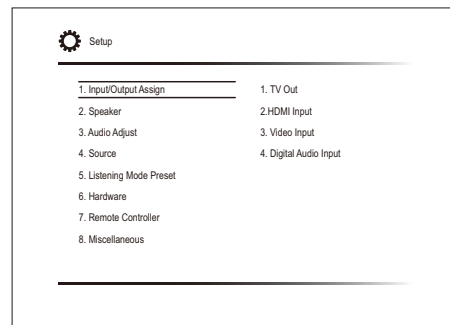 Setup
1. Input/Output Assign
2. Speaker
3. Audio Adjust
4. Source
5. Listening Mode Preset
6. Hardware
7. Remote Controller
8. Miscellaneous
1. TV Out
2.HDMI Input
3. Video Input
4. Digital Audio Input